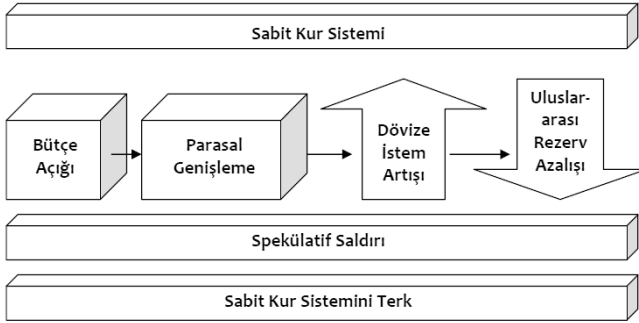 Sabit Kur Sistemi
Bütçe
Açığı
Parasal
Genişleme
Dövize
İstem
Artışı
Uluslar-
arası
Rezerv
Azalışı
Spekülatif Saldırı
Sabit Kur Sistemini Terk